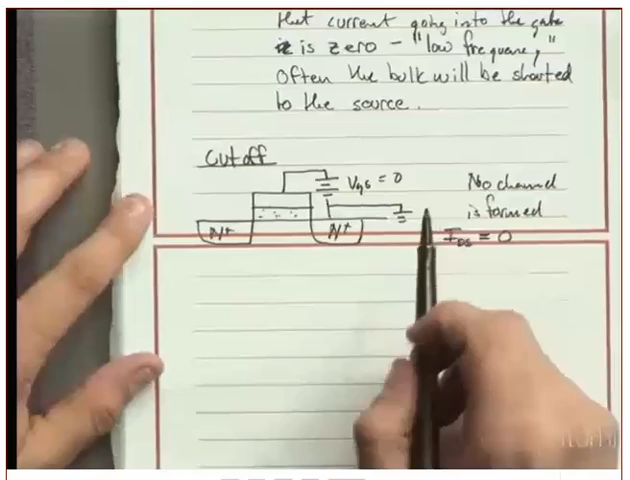 that current going into the gate
is zero - "low frequency"
Often the bulk will be shorted
to the source.
Cutoff
Vgs = 0
No channel
is formed
N+ N+ IDS = 0